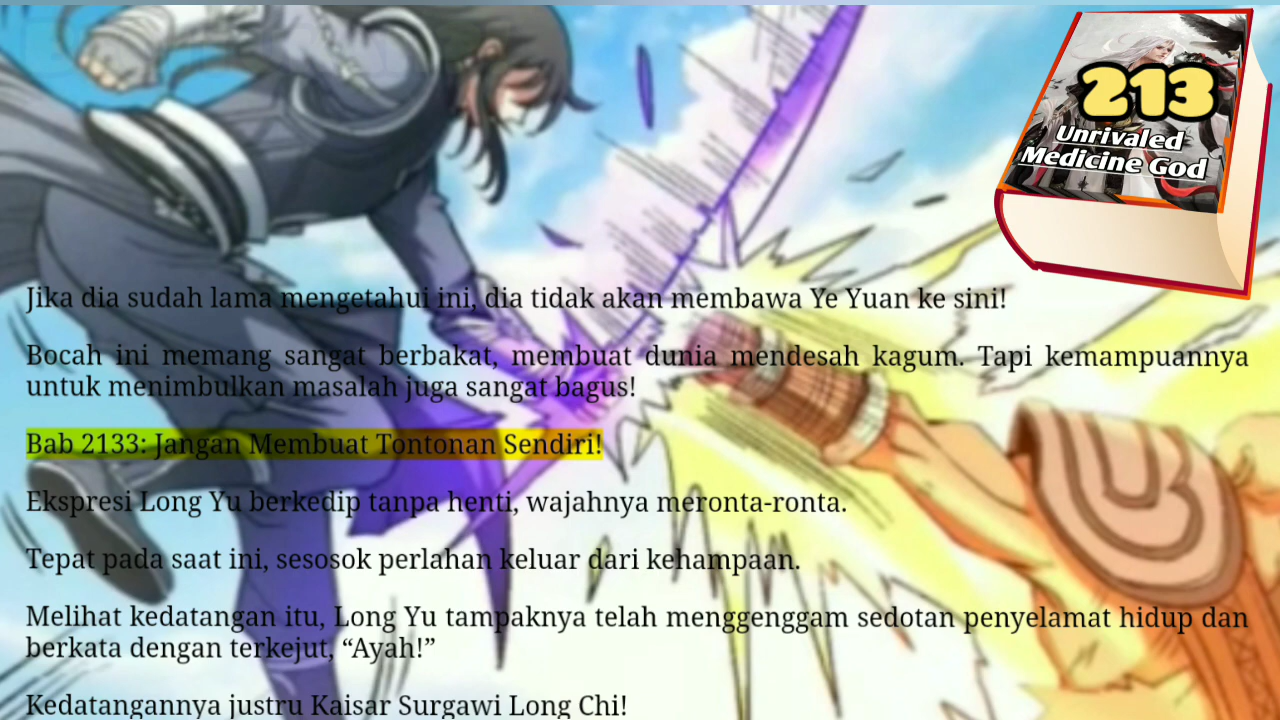 213
Unrivaled
Medicine God
Jika dia sudah lama mengetahui ini, dia tidak akan membawa Ye Yuan ke sini!
Bocah ini memang sangat berbakat, membuat dunia mendesah kagum. Tapi kemampuannya
untuk menimbulkan masalah juga sangat bagus!
Bab 2133: Jangan Membuat Tontonan Sendiri!
Ekspresi Long Yu berkedip tanpa henti, wajahnya meronta-ronta.
Tepat pada saat ini, sesosok perlahan keluar dari kehampaan.
Melihat kedatangan itu, Long Yu tampaknya telah menggenggam sedotan penyelamat hidup dan
berkata dengan terkejut, “Ayah!”
Kedatangannya justru Kaisar Surgawi Long Chi!